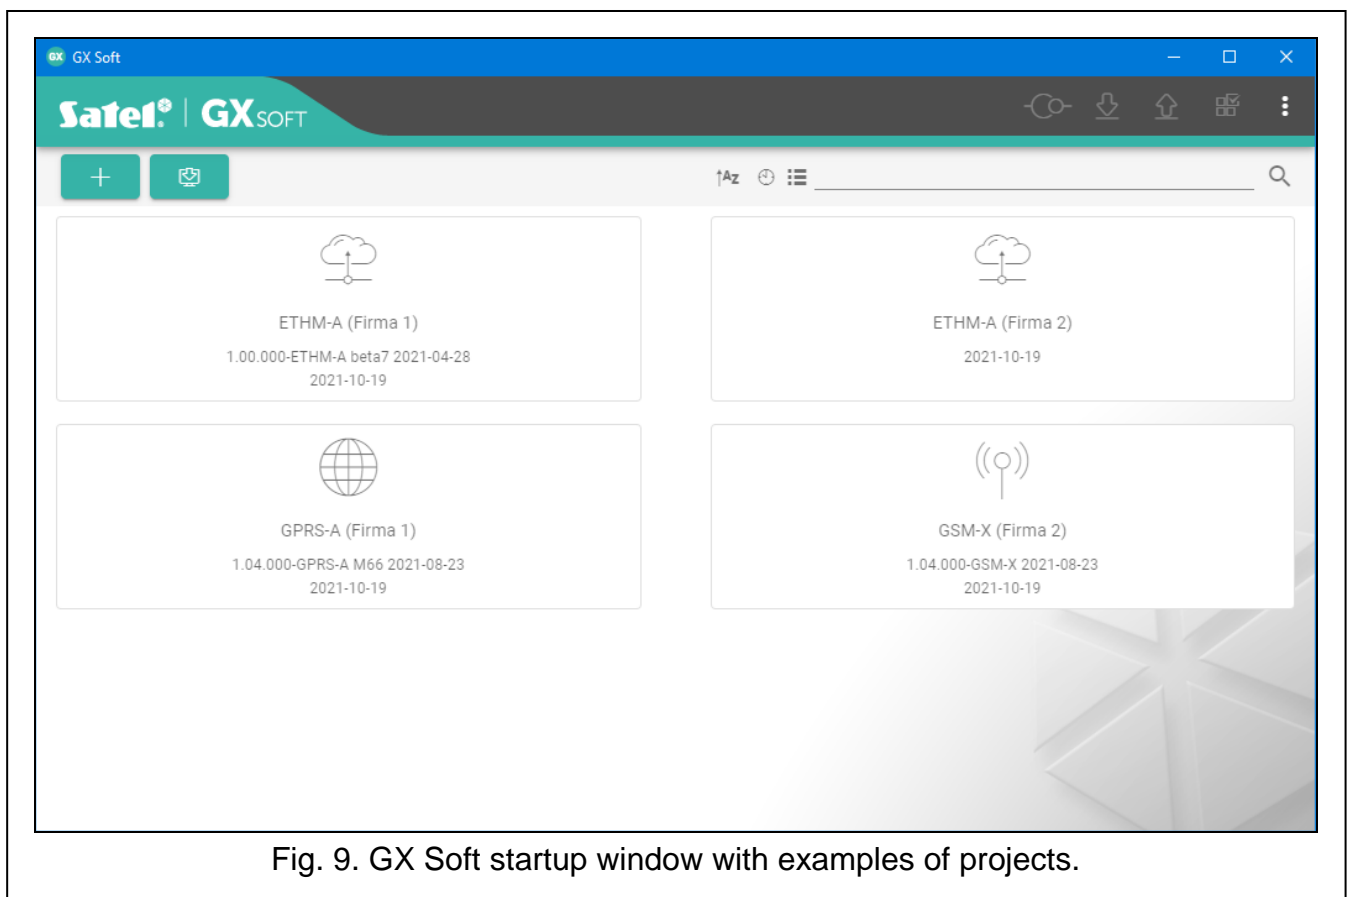 GX GX Soft
Satel® | GX SOFT
AZ
ETHM-A (Firma 1)
1.00.000-ETHM-A beta7 2021-04-28
2021-10-19
ETHM-A (Firma 2)
2021-10-19
GPRS-A (Firma 1)
1.04.000-GPRS-A M66 2021-08-23
2021-10-19
GSM-X (Firma 2)
1.04.000-GSM-X 2021-08-23
2021-10-19
Fig. 9. GX Soft startup window with examples of projects.